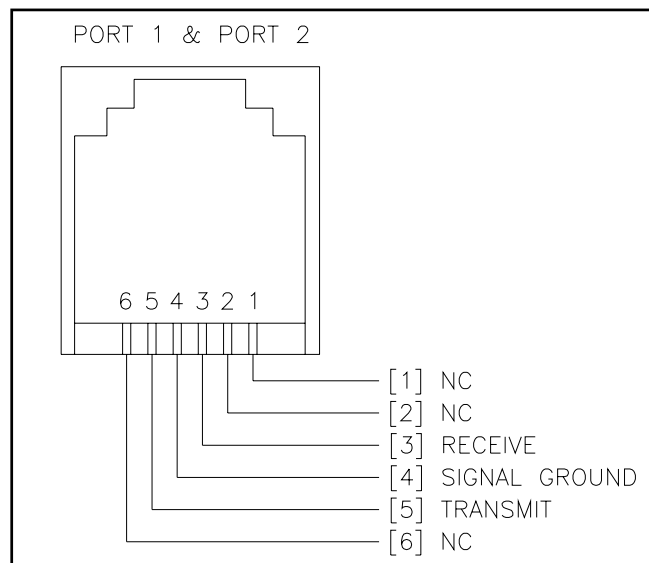 PORT 1 & PORT 2
6 5 4 3 2 1
[1] NC
[2] NC
[3] RECEIVE
[4] SIGNAL GROUND
[5] TRANSMIT
[6] NC